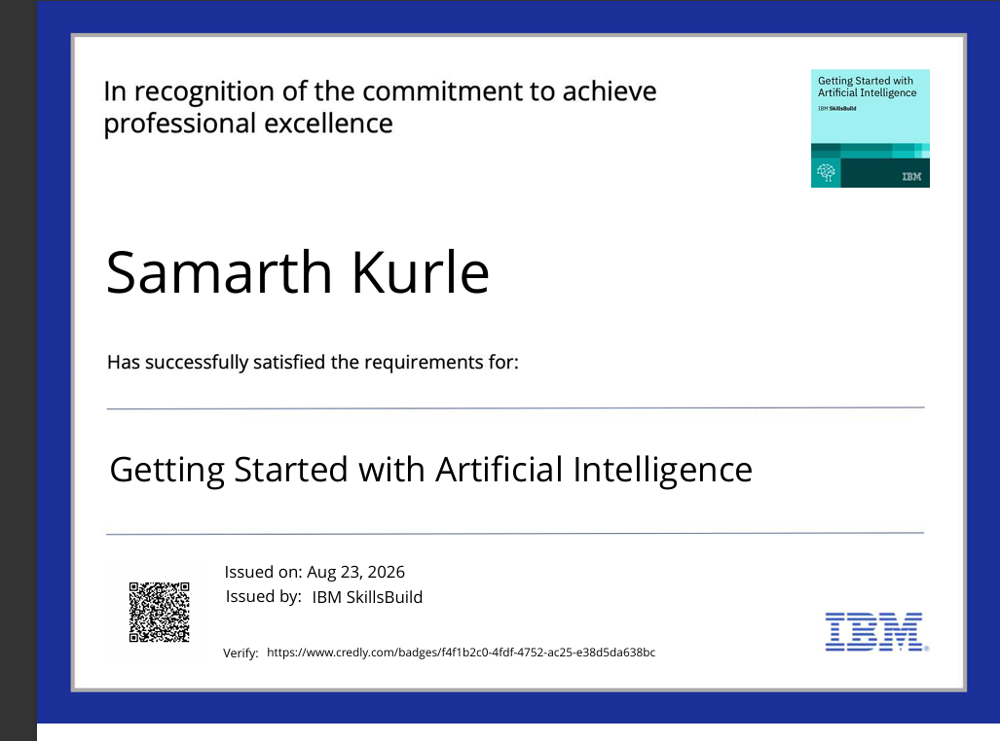 In recognition of the commitment to achieve
professional excellence
Getting Started with
Artificial Intelligence
IBM SkillsBuild
IBM
Samarth Kurle
Has successfully satisfied the requirements for:
Getting Started with Artificial Intelligence
Issued on: Aug 23, 2026
Issued by: IBM SkillsBuild
Verify: https://www.credly.com/badges/f4f1b2c0-4fdf-4752-ac25-e38d5da638bc
IBM®